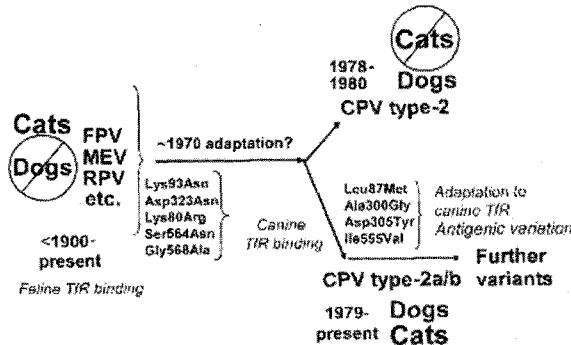 Cats
Dogs
FPV
MEV
RPV
etc.
<1900-
present
Feline TfR binding
~1970 adaptation?
Lys93Asn
Asp323Asn
Lys80Arg
Ser564Asn
Gly568Ala
Canine
TfR binding
Cats
1978-
1980
Dogs
CPV type-2
Leu87Met
Ala300Gly
Asp305Tyr
Ile555Val
Adaptation to
canine TfR
Antigenic variation
CPV type-2a/b
Further
variants
1979-
present
Dogs
Cats